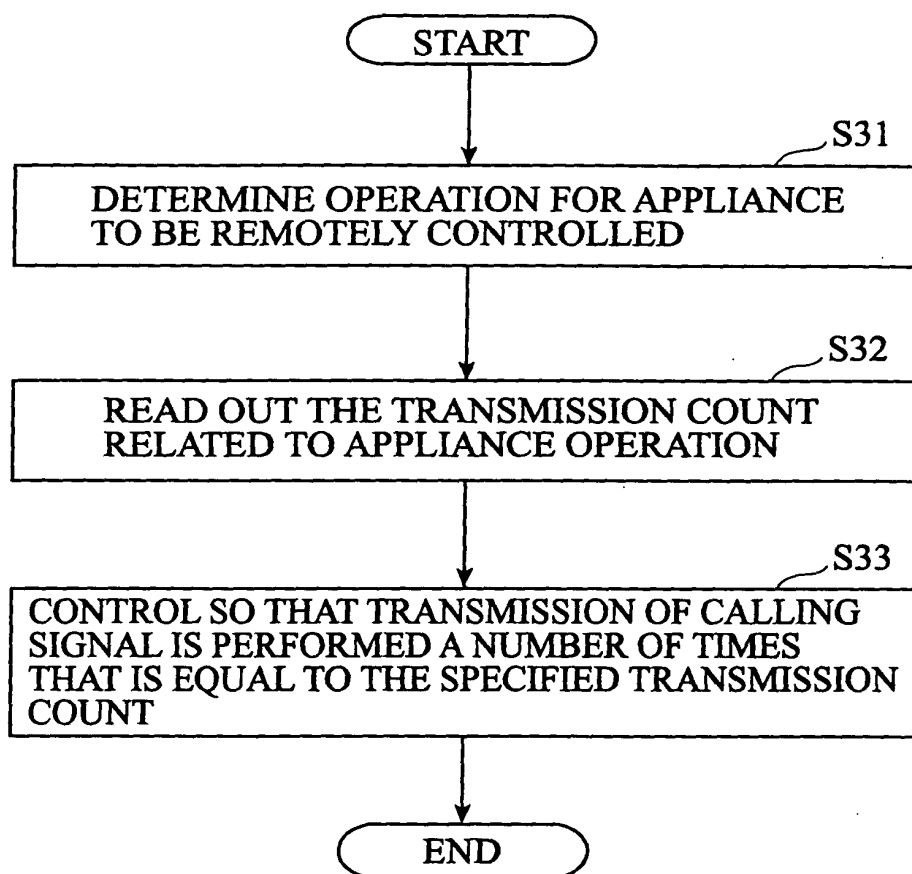 START
S31
DETERMINE OPERATION FOR APPLIANCE
TO BE REMOTELY CONTROLLED
S32
READ OUT THE TRANSMISSION COUNT
RELATED TO APPLIANCE OPERATION
S33
CONTROL SO THAT TRANSMISSION OF CALLING
SIGNAL IS PERFORMED A NUMBER OF TIMES
THAT IS EQUAL TO THE SPECIFIED TRANSMISSION
COUNT
END